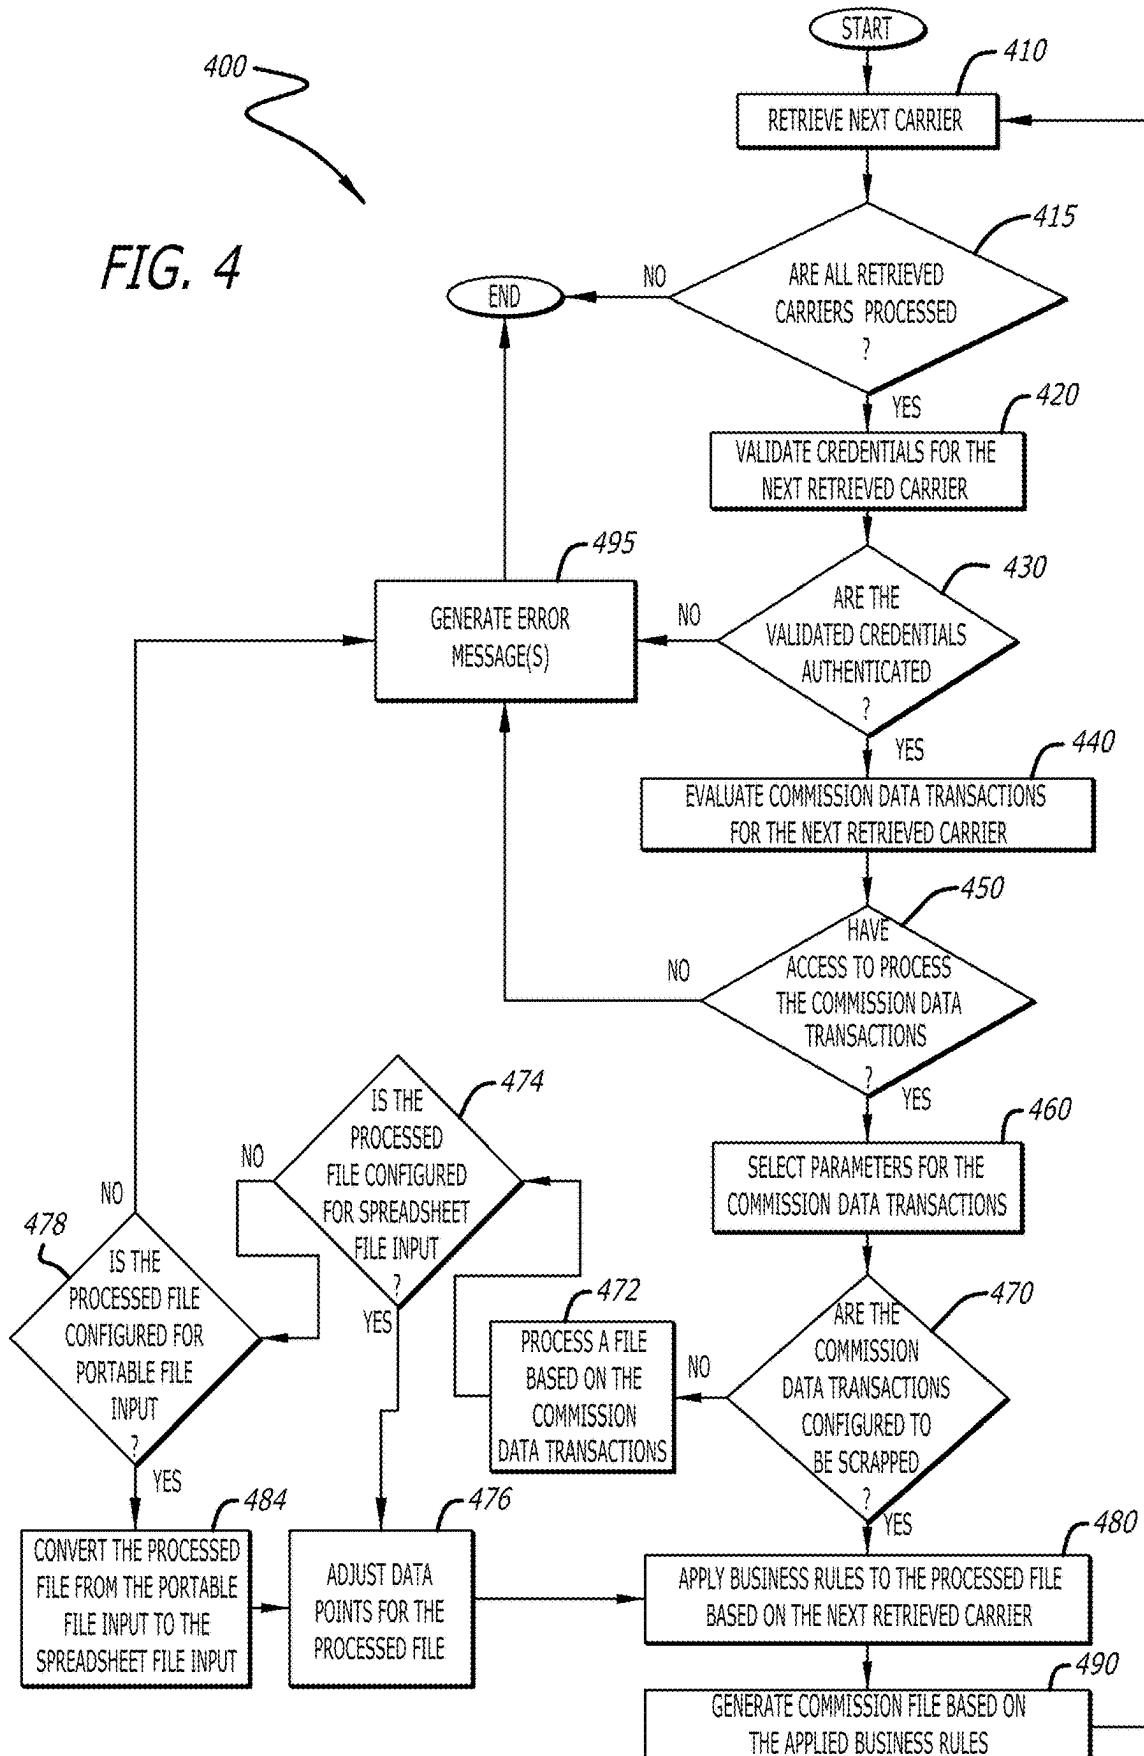 START
410
400
RETRIEVE NEXT CARRIER
415
FIG. 4
ARE ALL RETRIEVED
CARRIERS PROCESSED
?
NO
END
YES
420
VALIDATE CREDENTIALS FOR THE
NEXT RETRIEVED CARRIER
495
430
GENERATE ERROR
MESSAGE(S)
NO
ARE THE
VALIDATED CREDENTIALS
AUTHENTICATED
?
YES
440
EVALUATE COMMISSION DATA TRANSACTIONS
FOR THE NEXT RETRIEVED CARRIER
450
HAVE
ACCESS TO PROCESS
THE COMMISSION DATA
TRANSACTIONS
?
NO
YES
460
SELECT PARAMETERS FOR THE
COMMISSION DATA TRANSACTIONS
474
IS THE
PROCESSED
FILE CONFIGURED
FOR SPREADSHEET
FILE INPUT
?
NO
YES
NO
478
IS THE
PROCESSED FILE
CONFIGURED FOR
PORTABLE FILE
INPUT
?
YES
472
PROCESS A FILE
BASED ON THE
COMMISSION
DATA TRANSACTIONS
NO
470
ARE THE
COMMISSION
DATA TRANSACTIONS
CONFIGURED TO
BE SCRAPPED
?
YES
484
CONVERT THE PROCESSED
FILE FROM THE PORTABLE
FILE INPUT TO THE
SPREADSHEET FILE INPUT
476
ADJUST DATA
POINTS FOR THE
PROCESSED FILE
480
APPLY BUSINESS RULES TO THE PROCESSED FILE
BASED ON THE NEXT RETRIEVED CARRIER
490
GENERATE COMMISSION FILE BASED ON
THE APPLIED BUSINESS RULES